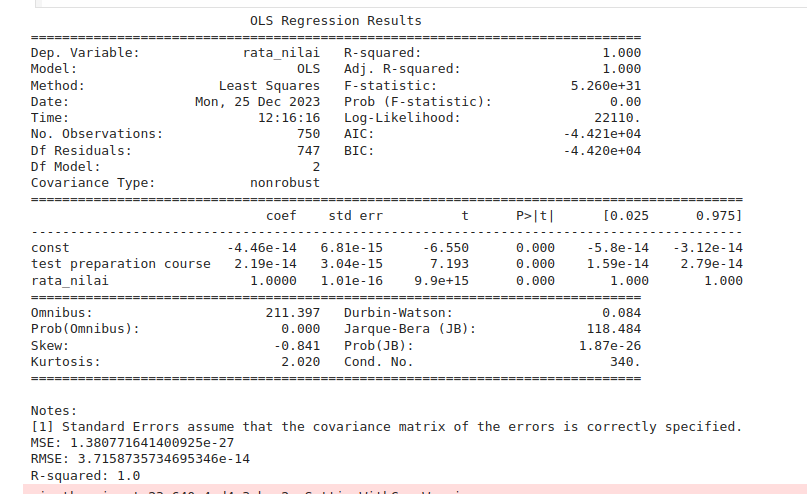 OLS Regression Results
==============================================================================
Dep. Variable: rata_nilai R-squared: 1.000
Model: OLS Adj. R-squared: 1.000
Method: Least Squares F-statistic: 5.260e+31
Date: Mon, 25 Dec 2023 Prob (F-statistic): 0.00
Time: 12:16:16 Log-Likelihood: 22110.
No. Observations: 750 AIC: -4.421e+04
Df Residuals: 747 BIC: -4.420e+04
Df Model: 2
Covariance Type: nonrobust
===========================================================================================
coef std err t P>|t| [0.025 0.975]
-------------------------------------------------------------------------------------------
const -4.46e-14 6.81e-15 -6.550 0.000 -5.8e-14 -3.12e-14
test preparation course 2.19e-14 3.04e-15 7.193 0.000 1.59e-14 2.79e-14
rata_nilai 1.0000 1.01e-16 9.9e+15 0.000 1.000 1.000
==============================================================================
Omnibus: 211.397 Durbin-Watson: 0.084
Prob(Omnibus): 0.000 Jarque-Bera (JB): 118.484
Skew: -0.841 Prob(JB): 1.87e-26
Kurtosis: 2.020 Cond. No. 340.
==============================================================================
Notes:
[1] Standard Errors assume that the covariance matrix of the errors is correctly specified.
MSE: 1.380771641400925e-27
RMSE: 3.7158735734695346e-14
R-squared: 1.0